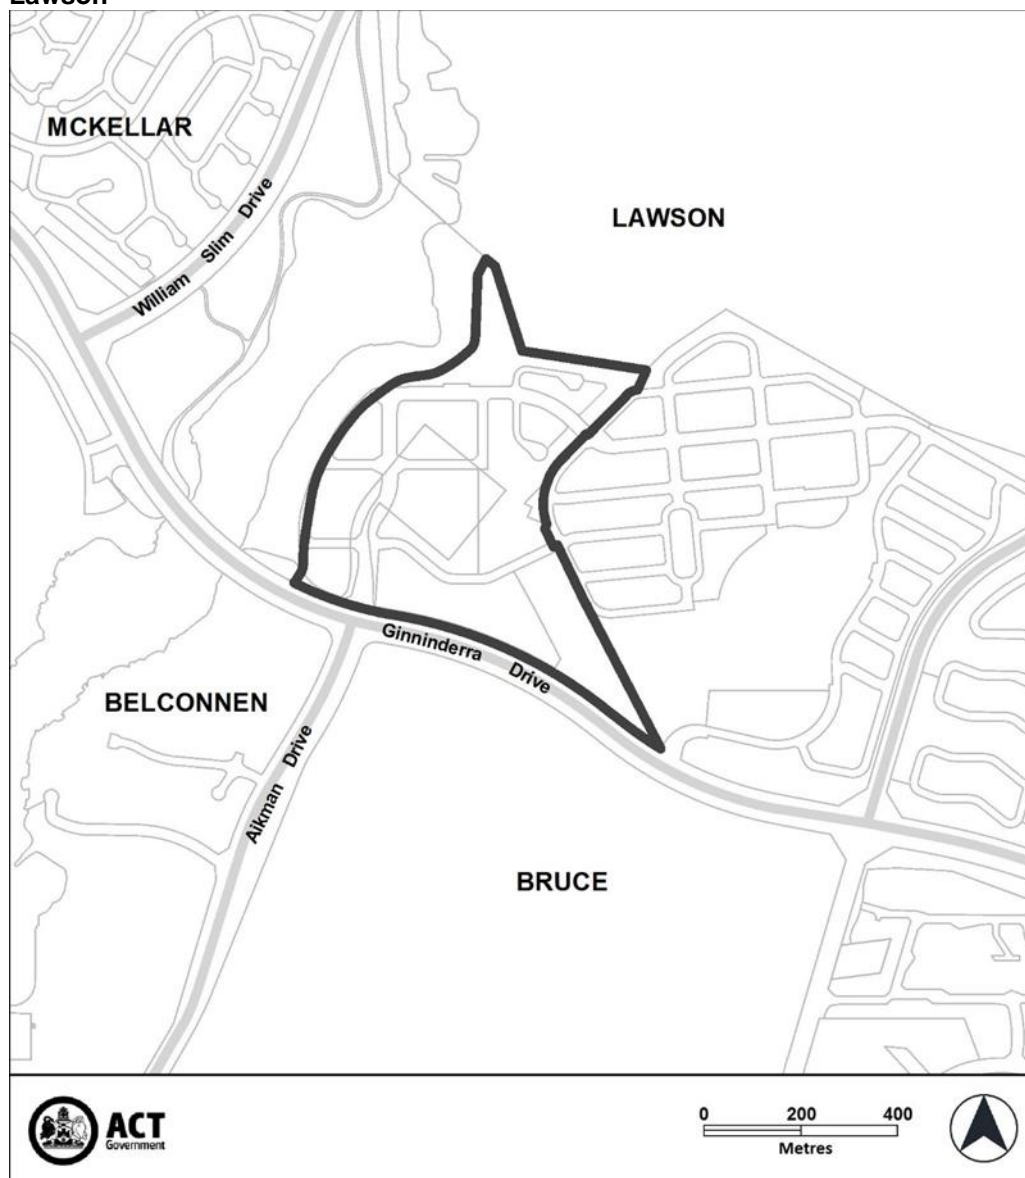 Lawson
MCKELLAR
LAWSON
William Slim Drive
Ginninderra Drive
BELCONNEN
Aikman Drive
BRUCE
ACT
Government
0 200 400
Metres